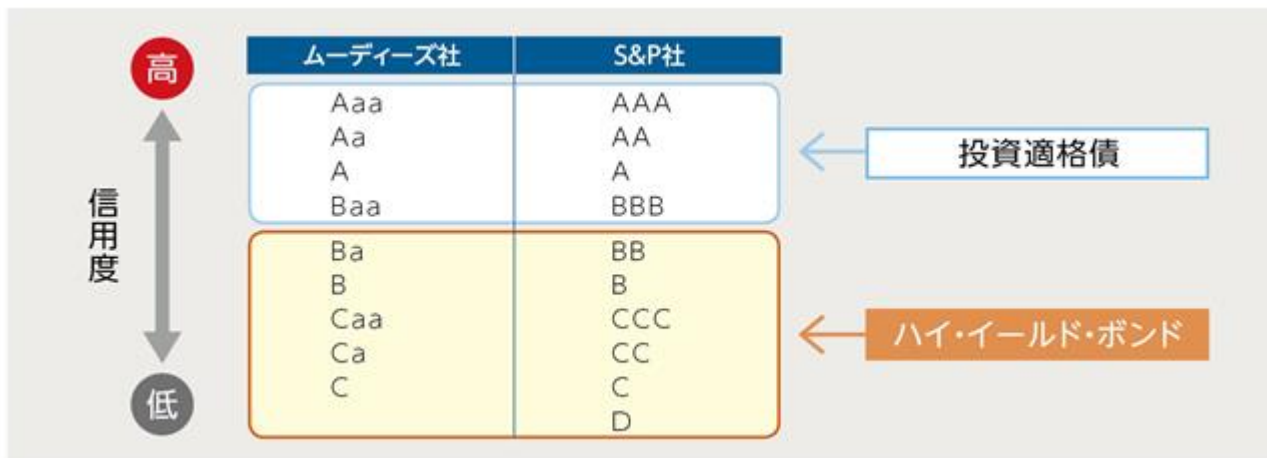 高
信用度
低
ムーディーズ社 S&P社
Aaa AAA
Aa AA
A A
Baa BBB
Ba BB
B B
Caa CCC
Ca CC
C C
D
投資適格債
ハイ・イールド・ボンド